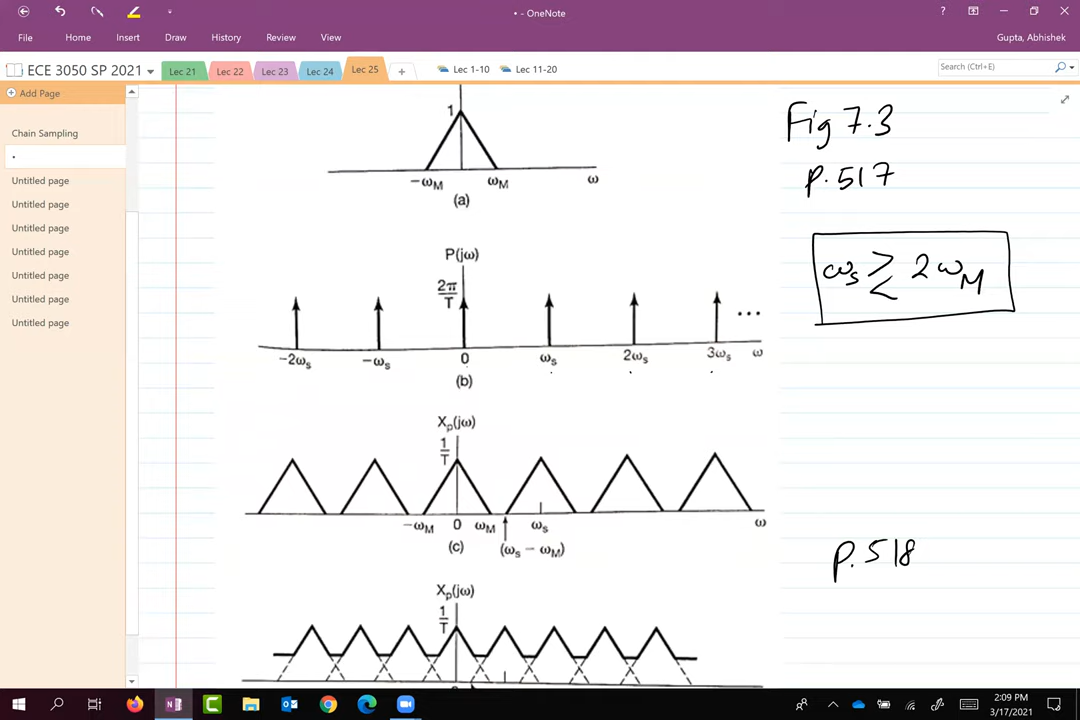 • - OneNote
?
Gupta, Abhishek
File Home Insert Draw History Review View
ECE 3050 SP 2021
Lec 21
Lec 22
Lec 23
Lec 24
Lec 25
+
Lec 1-10
Lec 11-20
Search (Ctrl+E)
Add Page
Chain Sampling
•
Untitled page
Untitled page
Untitled page
Untitled page
Untitled page
Untitled page
Untitled page
1
−ωM ωM ω
(a)
Fig 7.3
p.517
ωs ≥ 2ωM
P(jω)
2π/T
−2ωs −ωs 0 ωs 2ωs 3ωs ω
•••
(b)
Xp(jω)
1/T
−ωM 0 ωM ωs ω
(c) (ωs − ωM)
p.518
Xp(jω)
1/T
2:09 PM
3/17/2021